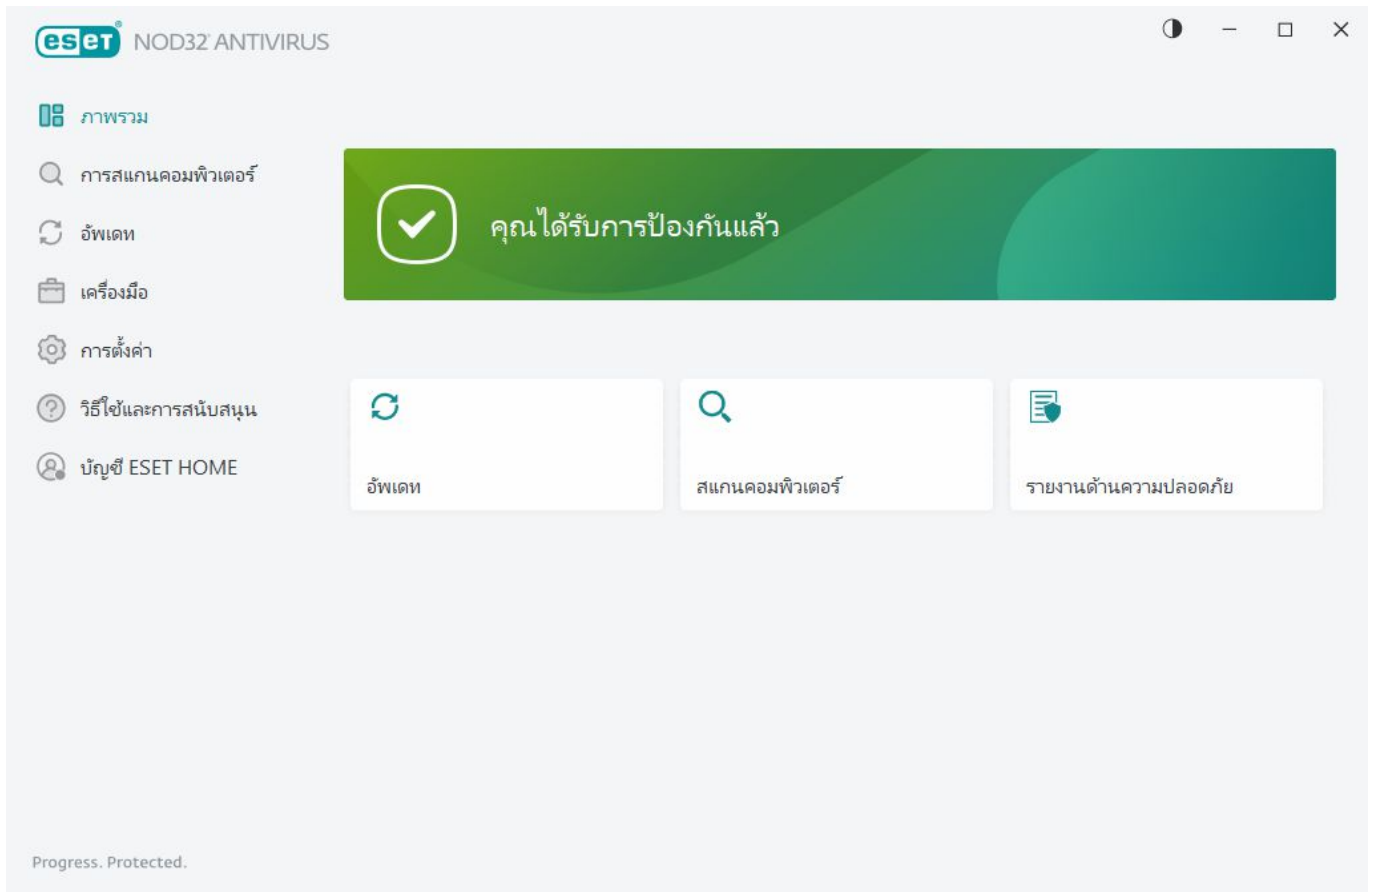 eset® NOD32® ANTIVIRUS
ภาพรวม
การสแกนคอมพิวเตอร์
อัพเดท
เครื่องมือ
การตั้งค่า
วิธีใช้และการสนับสนุน
บัญชี ESET HOME
คุณได้รับการป้องกันแล้ว
อัพเดท
สแกนคอมพิวเตอร์
รายงานด้านความปลอดภัย
Progress. Protected.